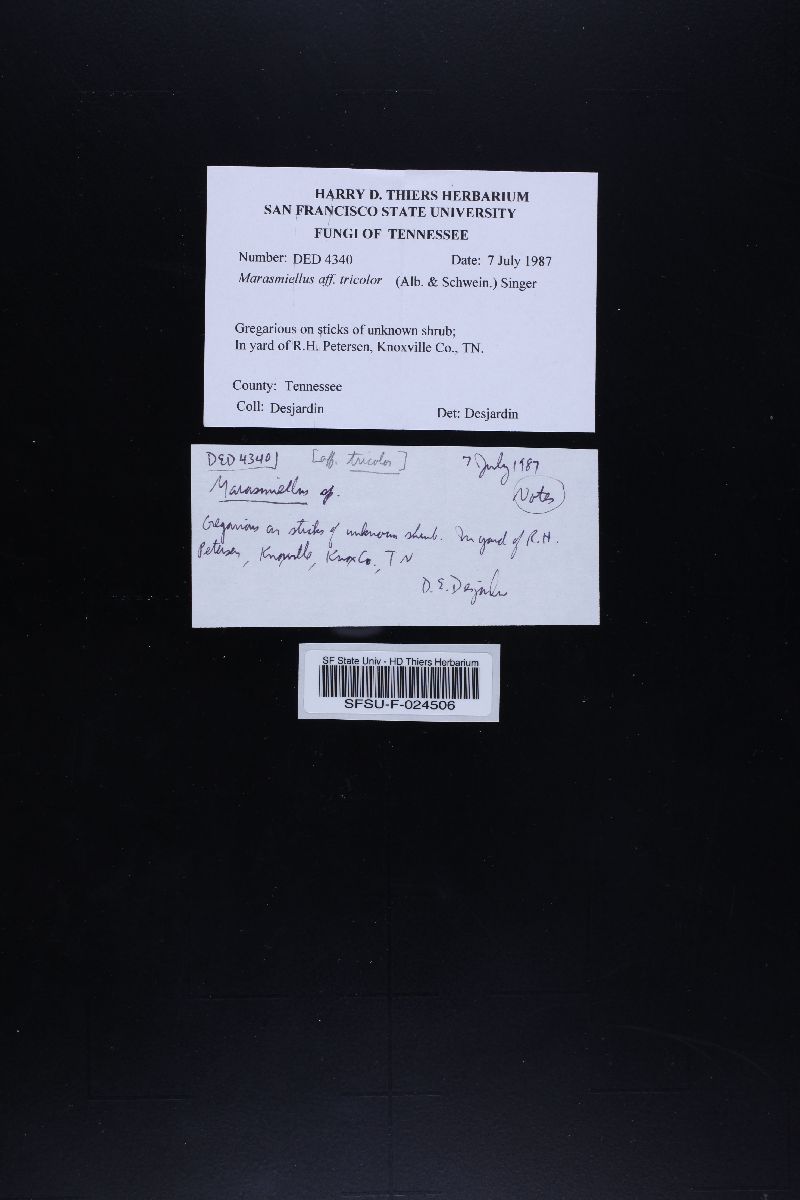 HARRY D. THIERS HERBARIUM
SAN FRANCISCO STATE UNIVERSITY
FUNGI OF TENNESSEE
Number: DED 4340 Date: 7 July 1987
Marasmiellus aff. tricolor (Alb. & Schwein.) Singer
Gregarious on sticks of unknown shrub;
In yard of R.H. Petersen, Knoxville Co., TN.
County: Tennessee
Coll: Desjardin Det: Desjardin
DED 4340 [aff. tricolor] 7 July 1987
Marasmiellus sp. Notes
Gregarious on sticks of unknown shrub. In yard of R.H.
Petersen, Knoxville, Knox Co., TN
D.E. Desjardin
SF State Univ - HD Thiers Herbarium
SFSU-F-024506